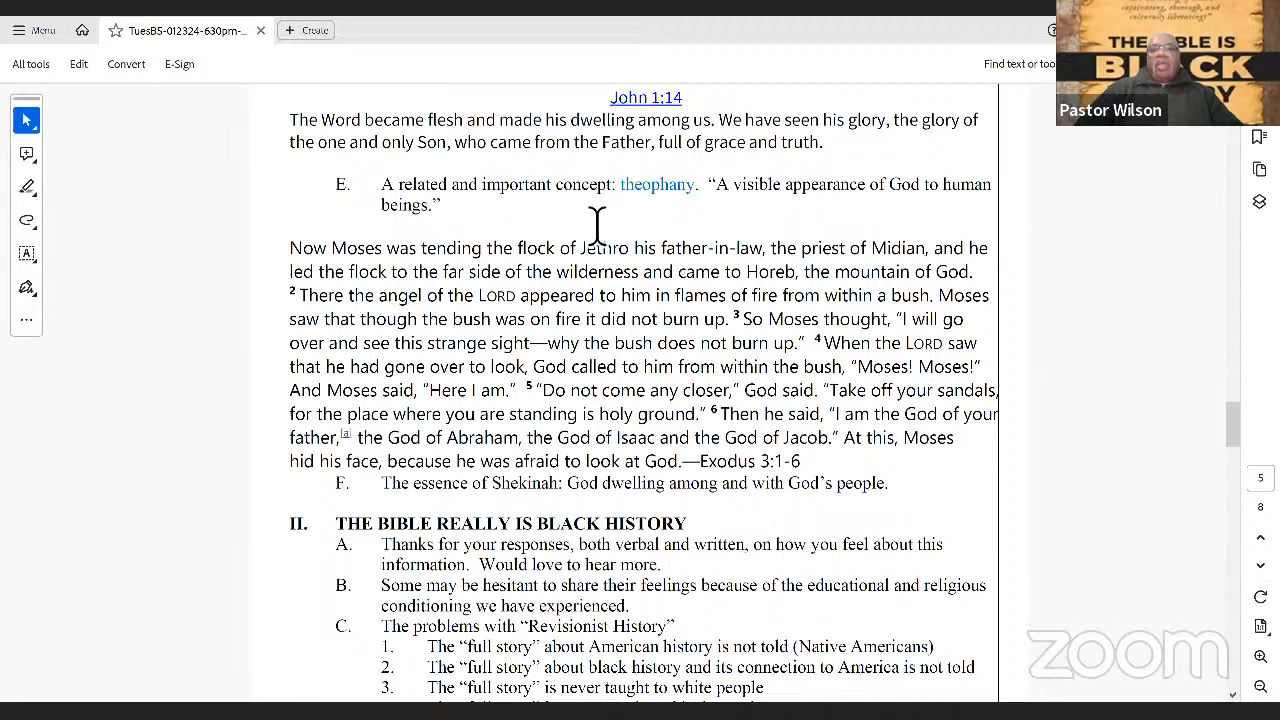 Menu
TuesB5-012324-630pm-...
Create
All tools
Edit
Convert
E-Sign
Find text or too
captivating, thorough, and
culturally liberating!"
THE BIBLE IS
BLACK
Pastor Wilson
John 1:14
The Word became flesh and made his dwelling among us. We have seen his glory, the glory of
the one and only Son, who came from the Father, full of grace and truth.
E. A related and important concept: theophany. “A visible appearance of God to human
beings.”
Now Moses was tending the flock of Jethro his father-in-law, the priest of Midian, and he
led the flock to the far side of the wilderness and came to Horeb, the mountain of God.
2 There the angel of the LORD appeared to him in flames of fire from within a bush. Moses
saw that though the bush was on fire it did not burn up. 3 So Moses thought, “I will go
over and see this strange sight—why the bush does not burn up.” 4 When the LORD saw
that he had gone over to look, God called to him from within the bush, “Moses! Moses!”
And Moses said, “Here I am.” 5 “Do not come any closer,” God said. “Take off your sandals,
for the place where you are standing is holy ground.” 6 Then he said, “I am the God of your
father,[a] the God of Abraham, the God of Isaac and the God of Jacob.” At this, Moses
hid his face, because he was afraid to look at God.—Exodus 3:1-6
F. The essence of Shekinah: God dwelling among and with God’s people.
II. THE BIBLE REALLY IS BLACK HISTORY
A. Thanks for your responses, both verbal and written, on how you feel about this
information. Would love to hear more.
B. Some may be hesitant to share their feelings because of the educational and religious
conditioning we have experienced.
C. The problems with “Revisionist History”
1. The “full story” about American history is not told (Native Americans)
2. The “full story” about black history and its connection to America is not told
3. The “full story” is never taught to white people
5
8
zoom